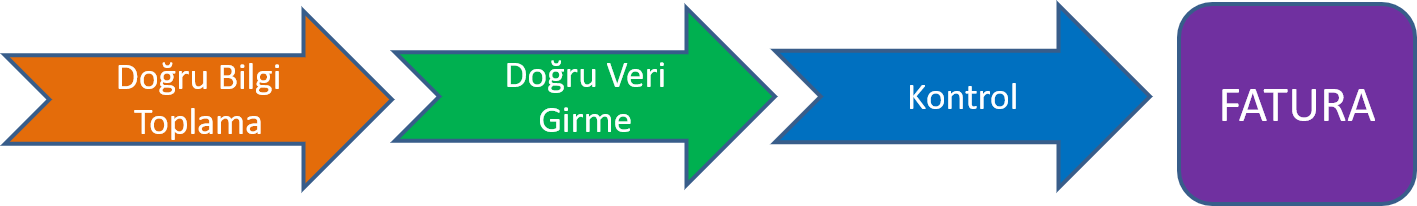 Doğru Bilgi
Toplama
Doğru Veri
Girme
Kontrol
FATURA